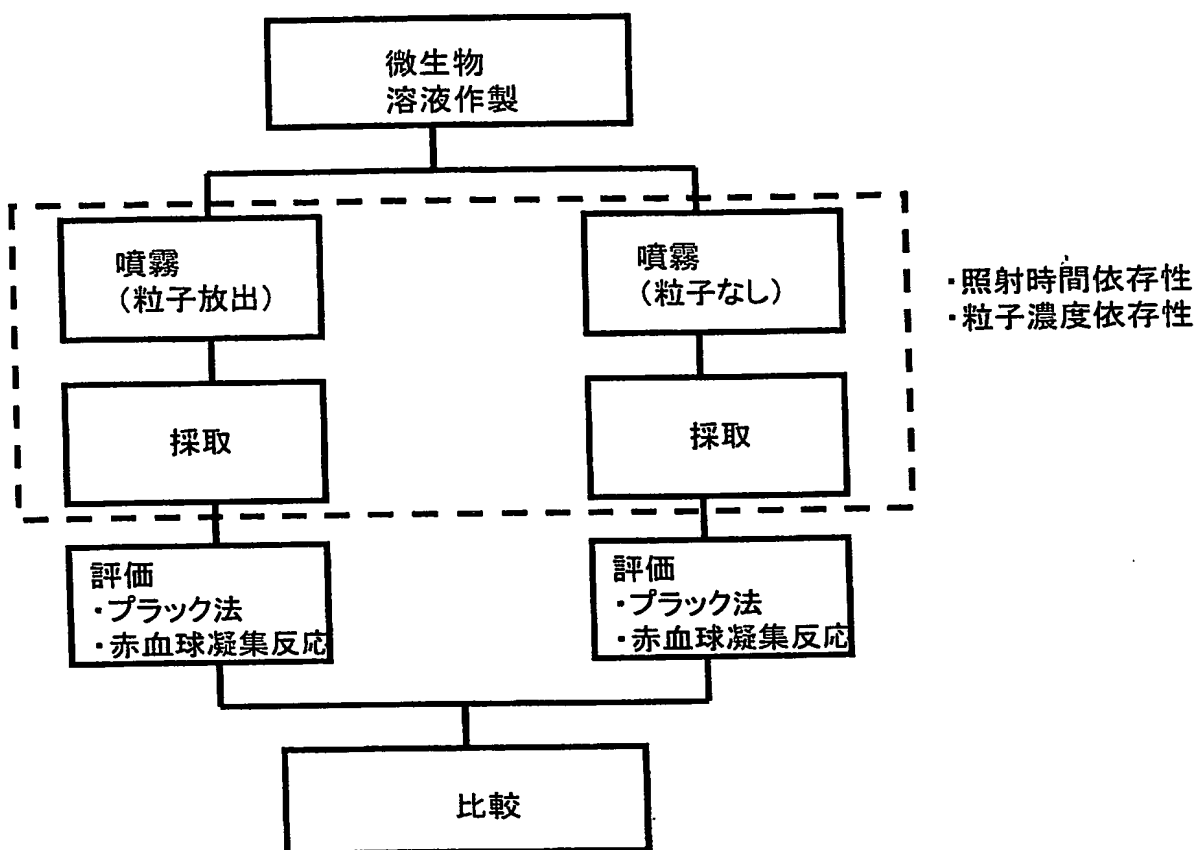 微生物
溶液作製
噴霧
（粒子放出）
噴霧
（粒子なし）
・照射時間依存性
・粒子濃度依存性
採取
採取
評価
・プラック法
・赤血球凝集反応
評価
・プラック法
・赤血球凝集反応
比較